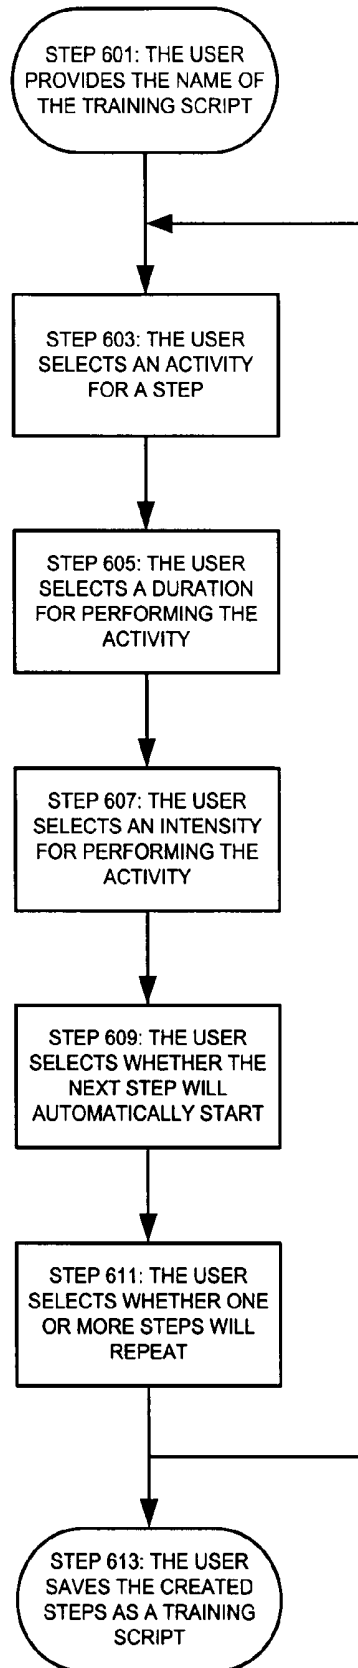 STEP 601: THE USER
PROVIDES THE NAME OF
THE TRAINING SCRIPT
STEP 603: THE USER
SELECTS AN ACTIVITY
FOR A STEP
STEP 605: THE USER
SELECTS A DURATION
FOR PERFORMING THE
ACTIVITY
STEP 607: THE USER
SELECTS AN INTENSITY
FOR PERFORMING THE
ACTIVITY
STEP 609: THE USER
SELECTS WHETHER THE
NEXT STEP WILL
AUTOMATICALLY START
STEP 611: THE USER
SELECTS WHETHER ONE
OR MORE STEPS WILL
REPEAT
STEP 613: THE USER
SAVES THE CREATED
STEPS AS A TRAINING
SCRIPT